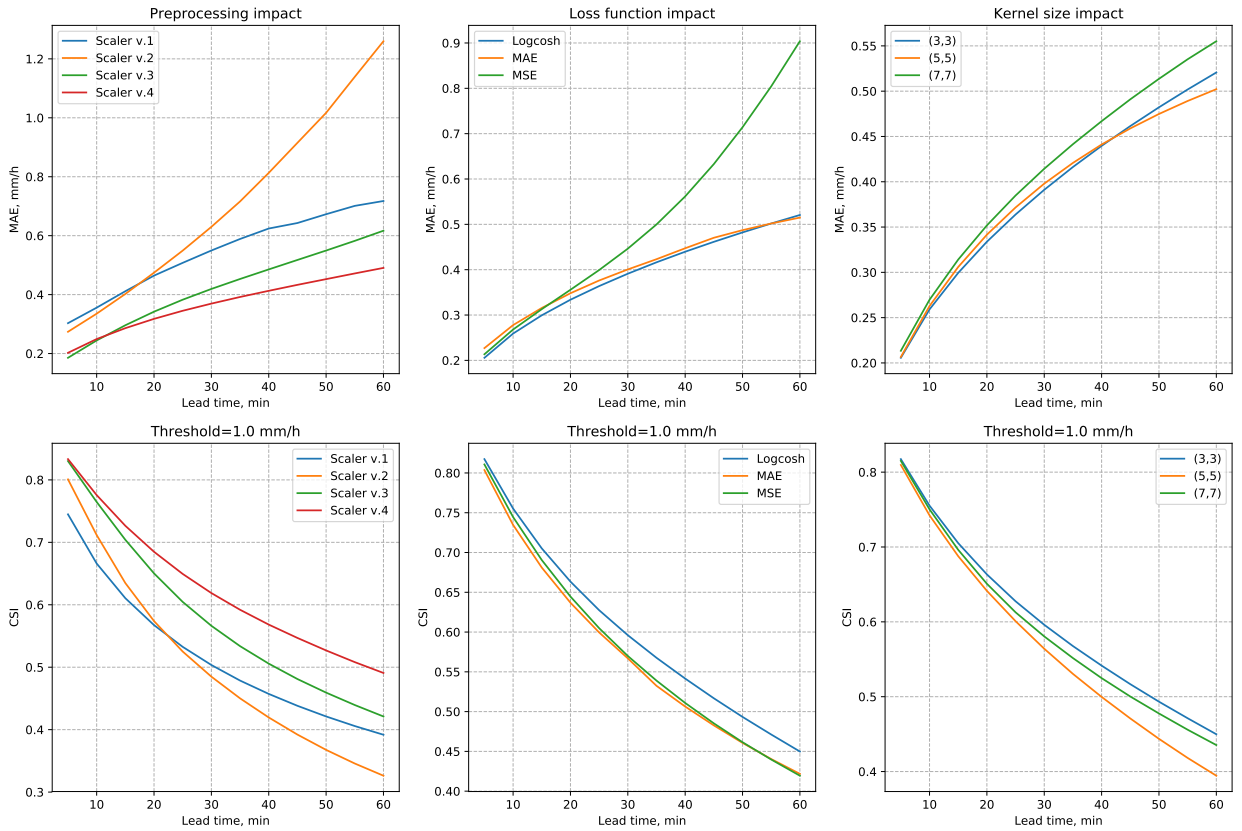 Preprocessing impact
MAE, mm/h
1.2
1.0
0.8
0.6
0.4
0.2
Scaler v.1
Scaler v.2
Scaler v.3
Scaler v.4
10 20 30 40 50 60
Lead time, min
Loss function impact
MAE, mm/h
0.9
0.8
0.7
0.6
0.5
0.4
0.3
0.2
Logcosh
MAE
MSE
10 20 30 40 50 60
Lead time, min
Kernel size impact
MAE, mm/h
0.55
0.50
0.45
0.40
0.35
0.30
0.25
0.20
(3,3)
(5,5)
(7,7)
10 20 30 40 50 60
Lead time, min
Threshold=1.0 mm/h
CSI
0.8
0.7
0.6
0.5
0.4
0.3
Scaler v.1
Scaler v.2
Scaler v.3
Scaler v.4
10 20 30 40 50 60
Lead time, min
Threshold=1.0 mm/h
CSI
0.80
0.75
0.70
0.65
0.60
0.55
0.50
0.45
0.40
Logcosh
MAE
MSE
10 20 30 40 50 60
Lead time, min
Threshold=1.0 mm/h
CSI
0.8
0.7
0.6
0.5
0.4
(3,3)
(5,5)
(7,7)
10 20 30 40 50 60
Lead time, min